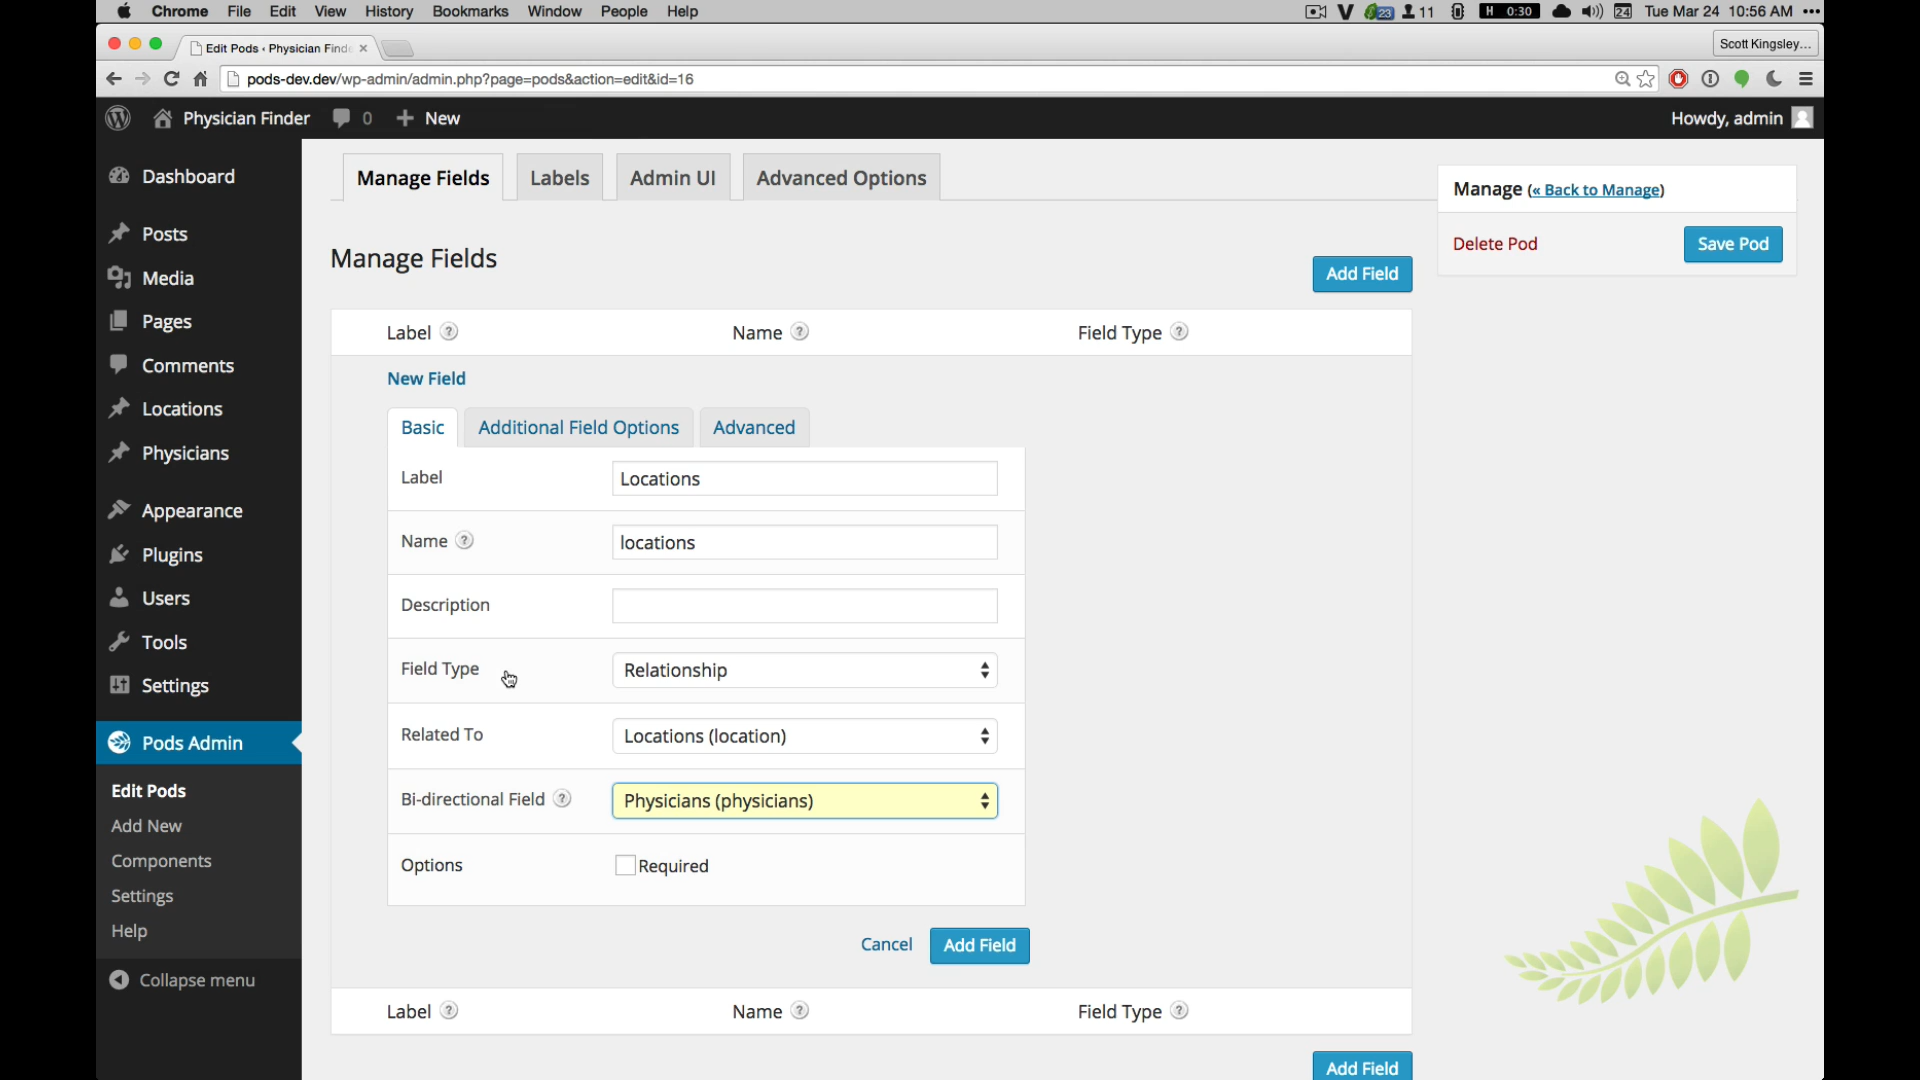 Chrome File Edit View History Bookmarks Window People Help 23 11 H 0:30 24 Tue Mar 24 10:56 AM
Edit Pods ‹ Physician Finde
Scott Kingsley...
pods-dev.dev/wp-admin/admin.php?page=pods&action=edit&id=16
Physician Finder 0 New Howdy, admin
Dashboard
Posts
Media
Pages
Comments
Locations
Physicians
Appearance
Plugins
Users
Tools
Settings
Pods Admin
Edit Pods
Add New
Components
Settings
Help
Collapse menu
Manage Fields Labels Admin UI Advanced Options
Manage Fields
Add Field
Label ? Name ? Field Type ?
New Field
Basic Additional Field Options Advanced
Label Locations
Name ? locations
Description
Field Type Relationship
Related To Locations (location)
Bi-directional Field ? Physicians (physicians)
Options Required
Cancel Add Field
Label ? Name ? Field Type ?
Add Field
Manage (« Back to Manage)
Delete Pod Save Pod